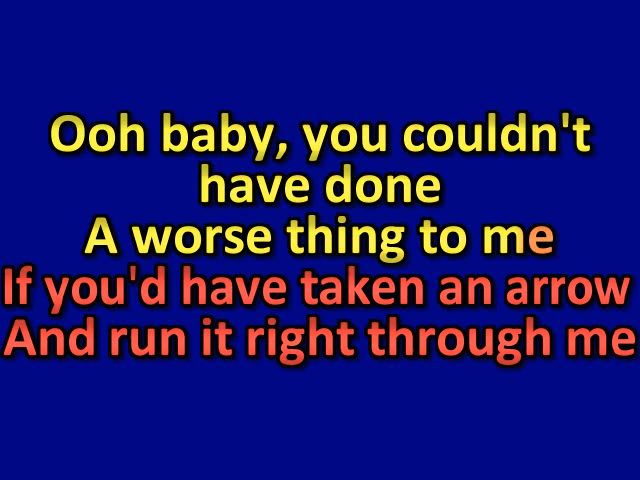 Ooh baby, you couldn't
have done
A worse thing to me
If you'd have taken an arrow
And run it right through me